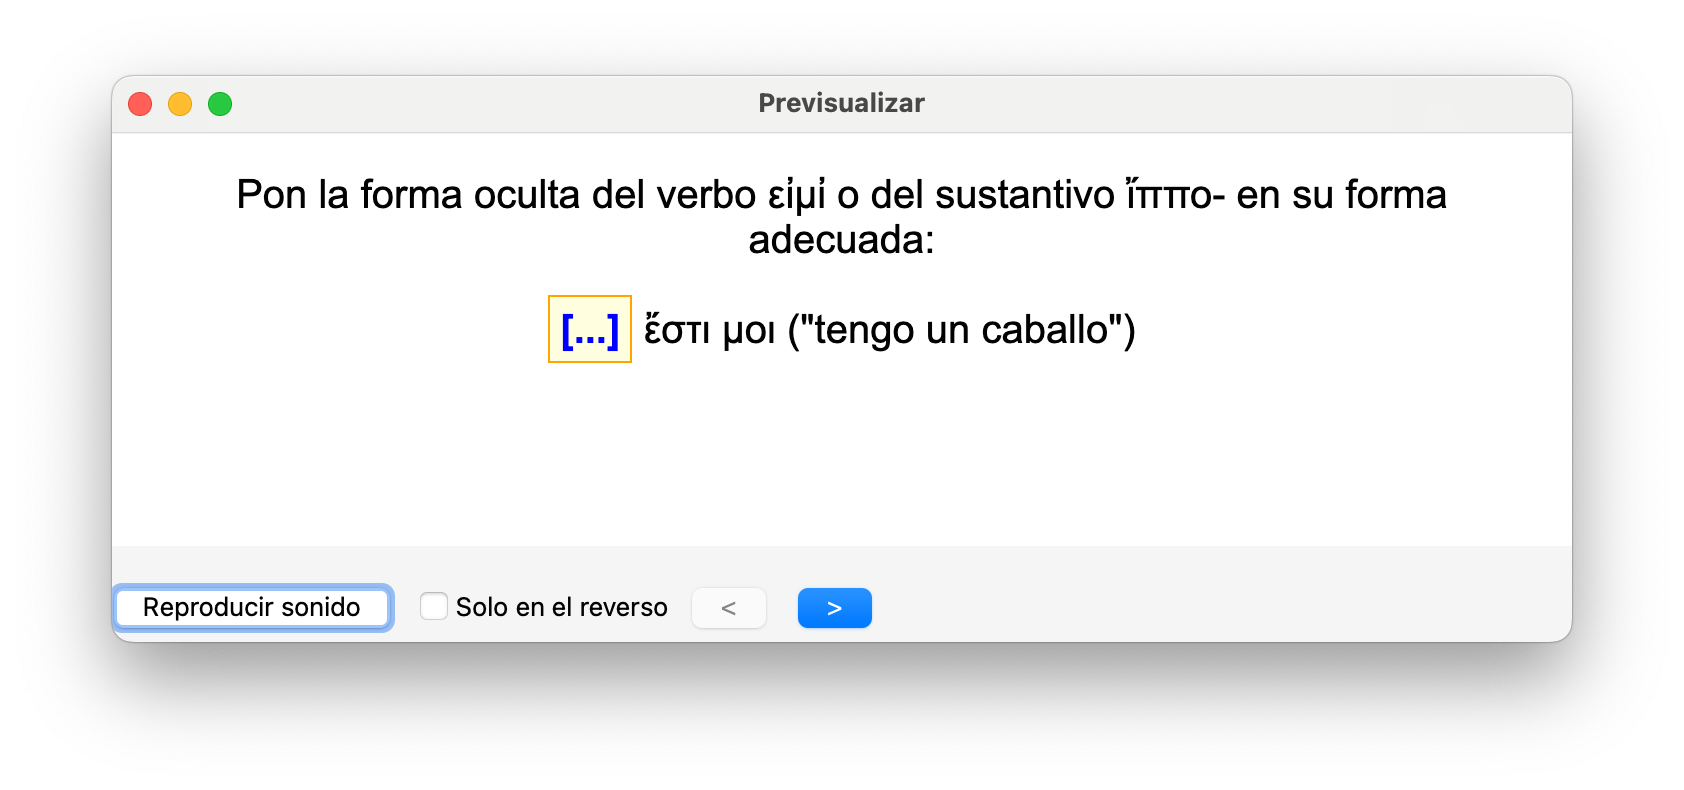 Previsualizar
Pon la forma oculta del verbo εἰμἰ o del sustantivo ἵππο- en su forma
adecuada:
[...] ἔστι μοι ("tengo un caballo")
Reproducir sonido Solo en el reverso < >